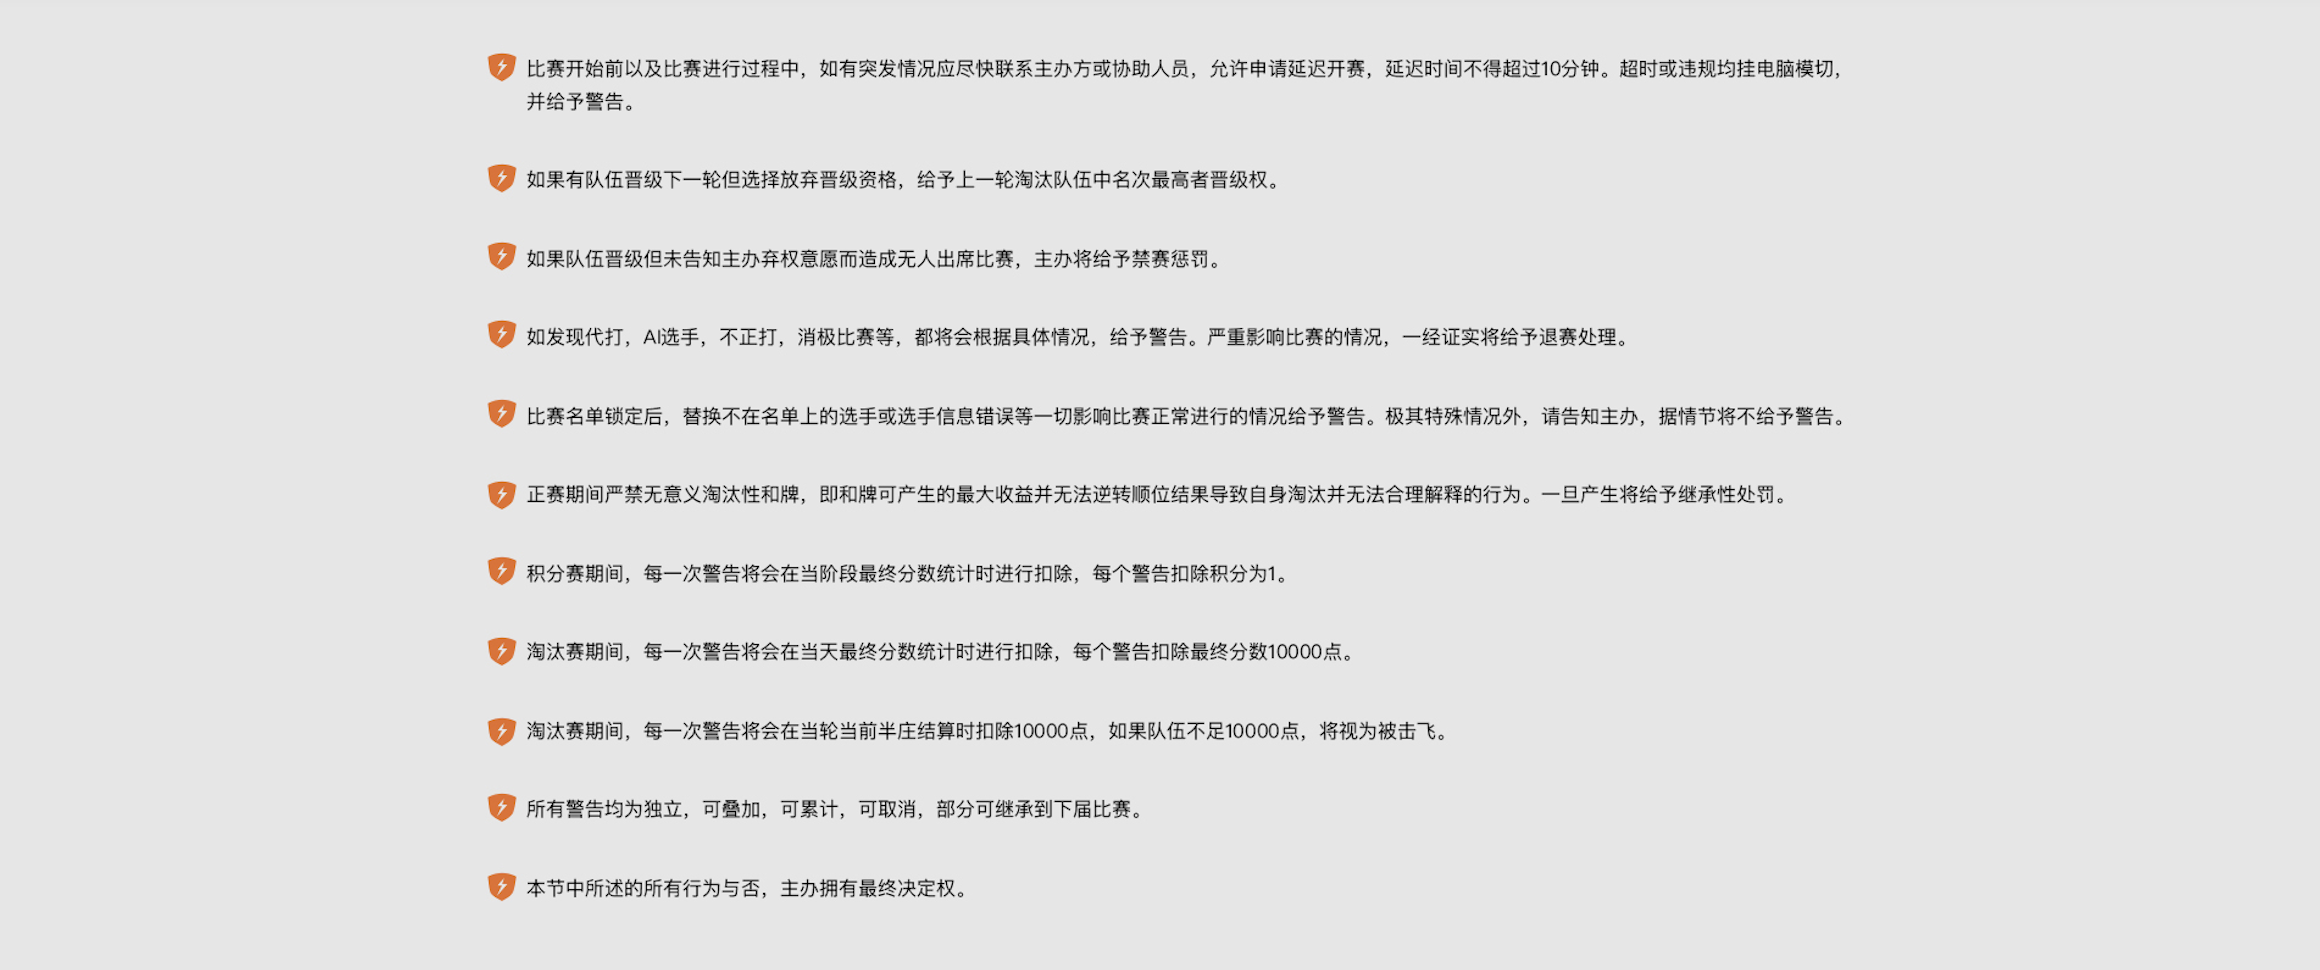 比赛开始前以及比赛进行过程中，如有突发情况应尽快联系主办方或协助人员，允许申请延迟开赛，延迟时间不得超过10分钟。超时或违规均挂电脑模切，
并给予警告。
如果有队伍晋级下一轮但选择放弃晋级资格，给予上一轮淘汰队伍中名次最高者晋级权。
如果队伍晋级但未告知主办弃权意愿而造成无人出席比赛，主办将给予禁赛惩罚。
如发现代打，AI选手，不正打，消极比赛等，都将会根据具体情况，给予警告。严重影响比赛的情况，一经证实将给予退赛处理。
比赛名单锁定后，替换不在名单上的选手或选手信息错误等一切影响比赛正常进行的情况给予警告。极其特殊情况外，请告知主办，据情节将不给予警告。
正赛期间严禁无意义淘汰性和牌，即和牌可产生的最大收益并无法逆转顺位结果导致自身淘汰并无法合理解释的行为。一旦产生将给予继承性处罚。
积分赛期间，每一次警告将会在当阶段最终分数统计时进行扣除，每个警告扣除积分为1。
淘汰赛期间，每一次警告将会在当天最终分数统计时进行扣除，每个警告扣除最终分数10000点。
淘汰赛期间，每一次警告将会在当轮当前半庄结算时扣除10000点，如果队伍不足10000点，将视为被击飞。
所有警告均为独立，可叠加，可累计，可取消，部分可继承到下届比赛。
本节中所述的所有行为与否，主办拥有最终决定权。